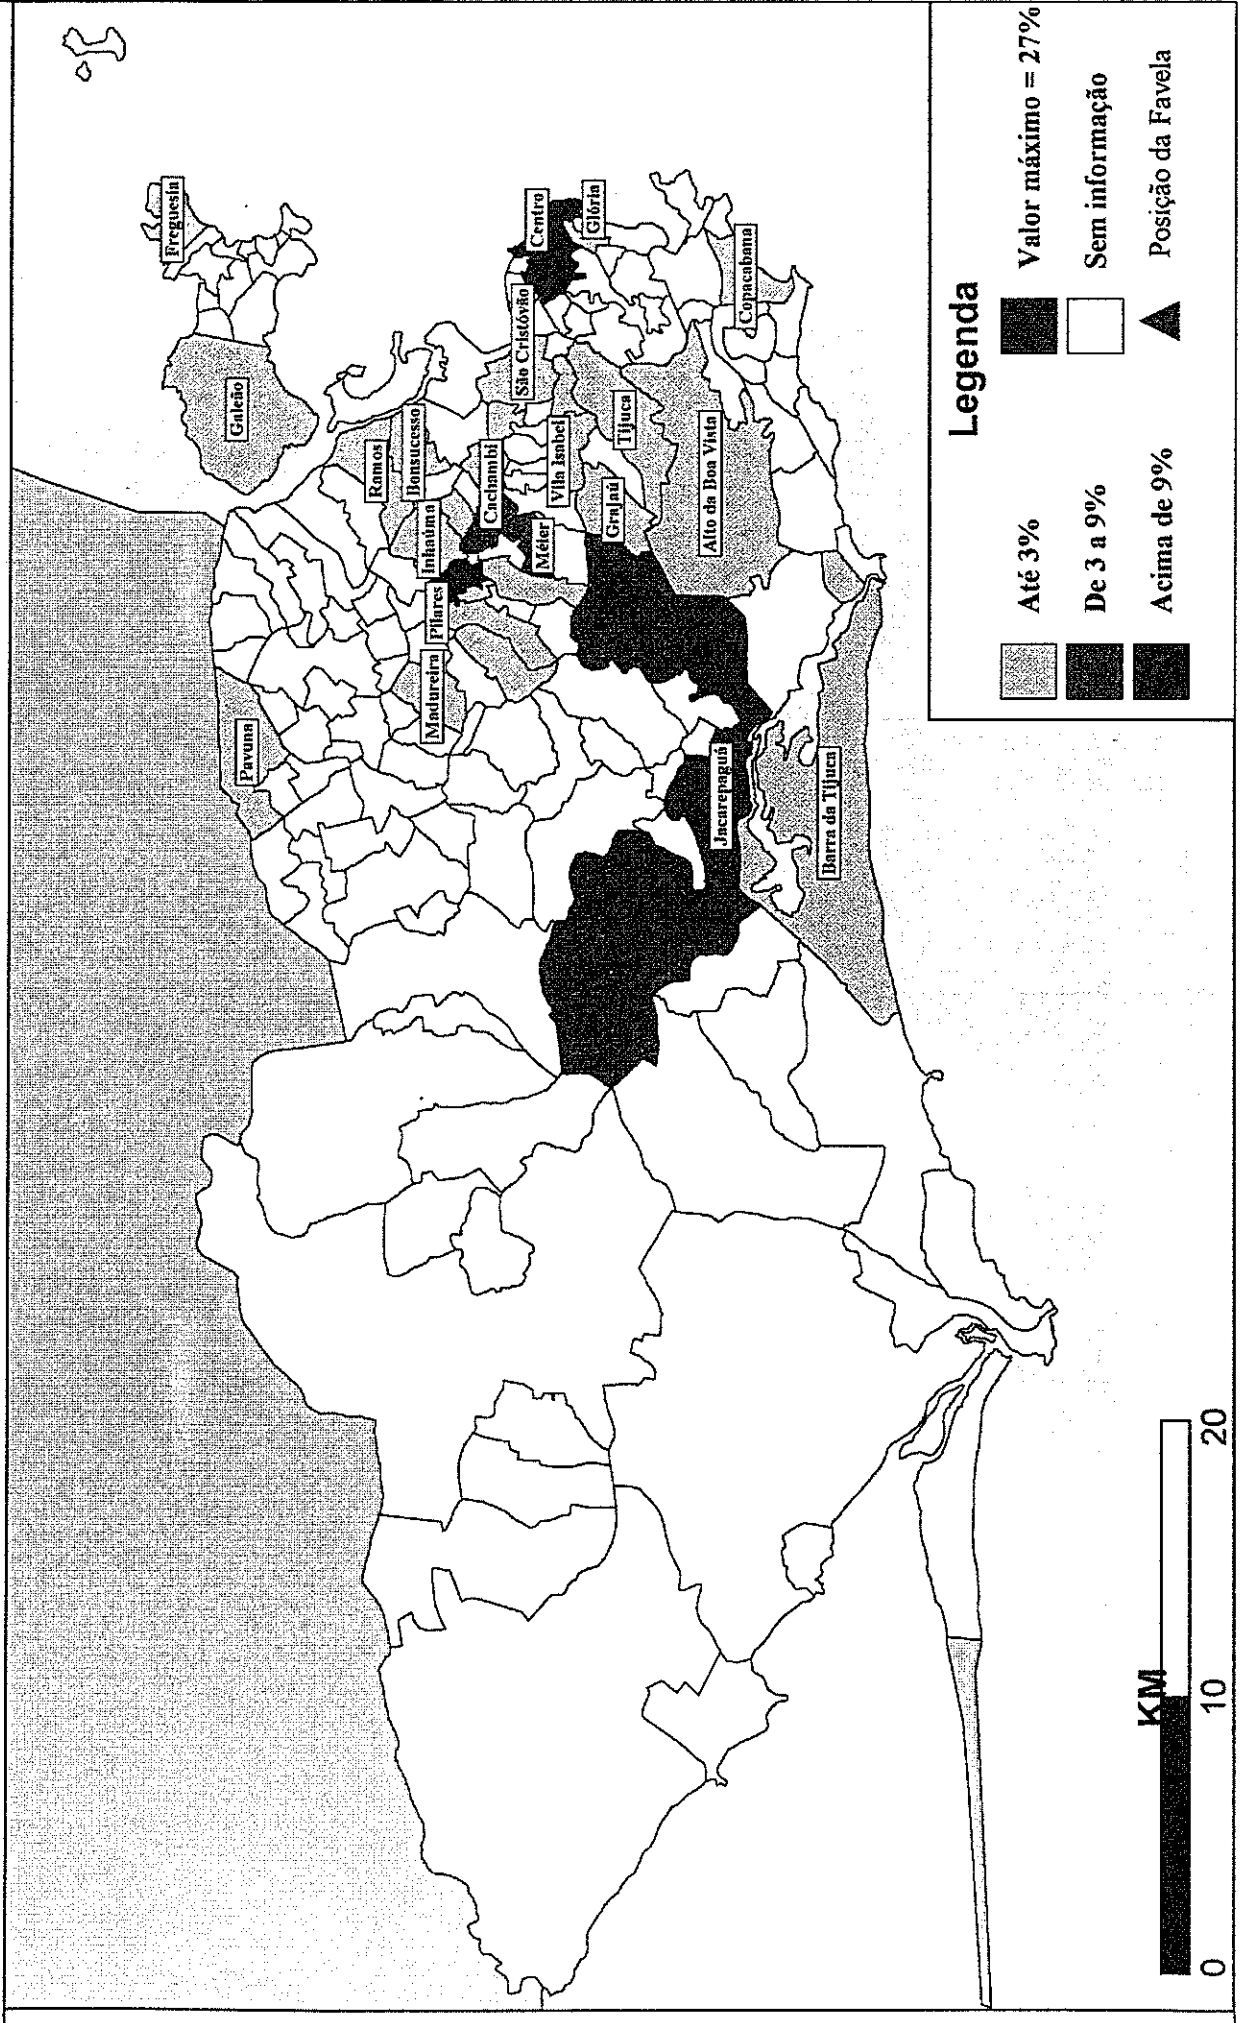 Freguesia
Galeão
Centro
Glória
São Cristóvão
Copacabana
Ramos
Bonsucesso
Cachambi
Vila Isabel
Tijuca
Inhaúma
Méier
Grajaú
Alto da Boa Vista
Pilares
Madureira
Pavuna
Jacarepaguá
Barra da Tijuca
Legenda
Até 3%
De 3 a 9%
Acima de 9%
Valor máximo = 27%
Sem informação
Posição da Favela
KM
0 10 20